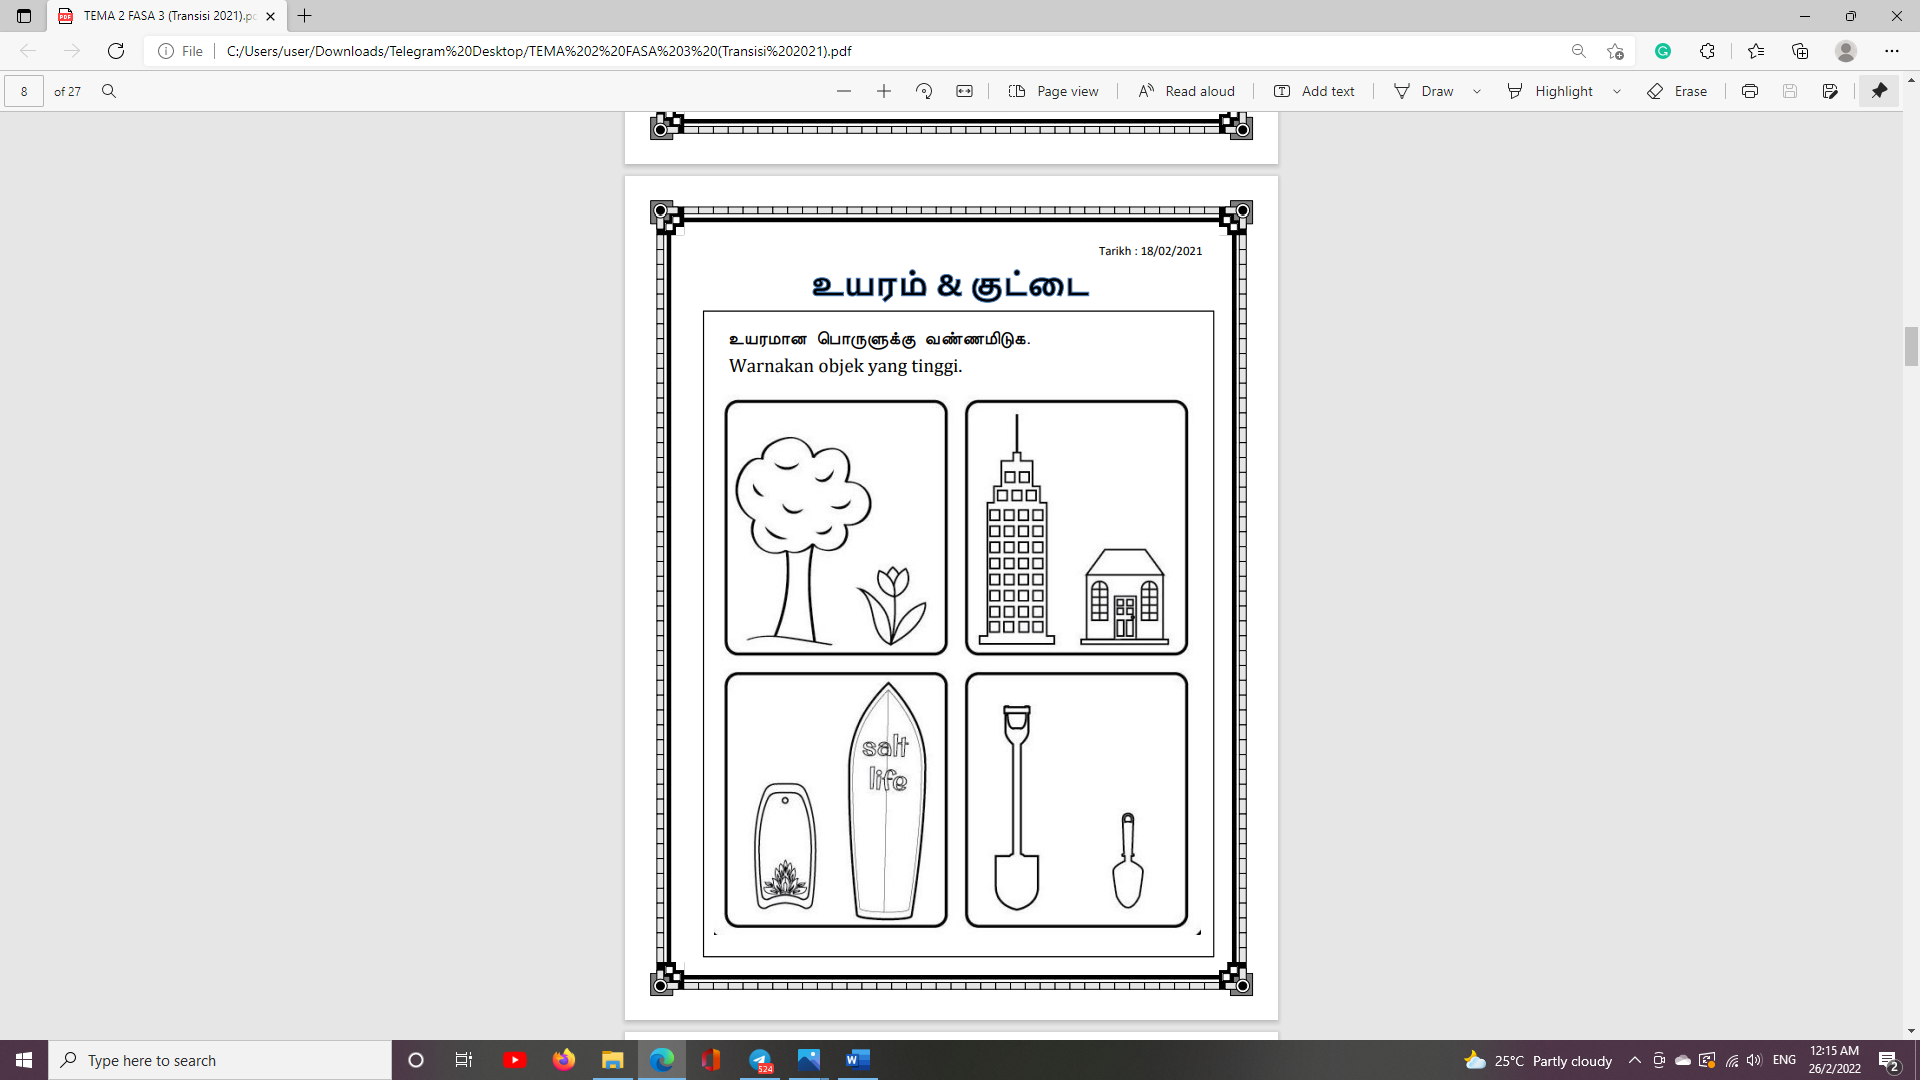 TEMA 2 FASA 3 (Transisi 2021).pd
File
C:/Users/user/Downloads/Telegram%20Desktop/TEMA%202%20FASA%203%20(Transisi%202021).pdf
8 of 27
Page view
Read aloud
Add text
Draw
Highlight
Erase
Tarikh : 18/02/2021
உயரம் & குட்டை
உயரமான பொருளுக்கு வண்ணமிடுக.
Warnakan objek yang tinggi.
salt
life
Type here to search
524
25°C Partly cloudy
ENG
12:15 AM
26/2/2022
2